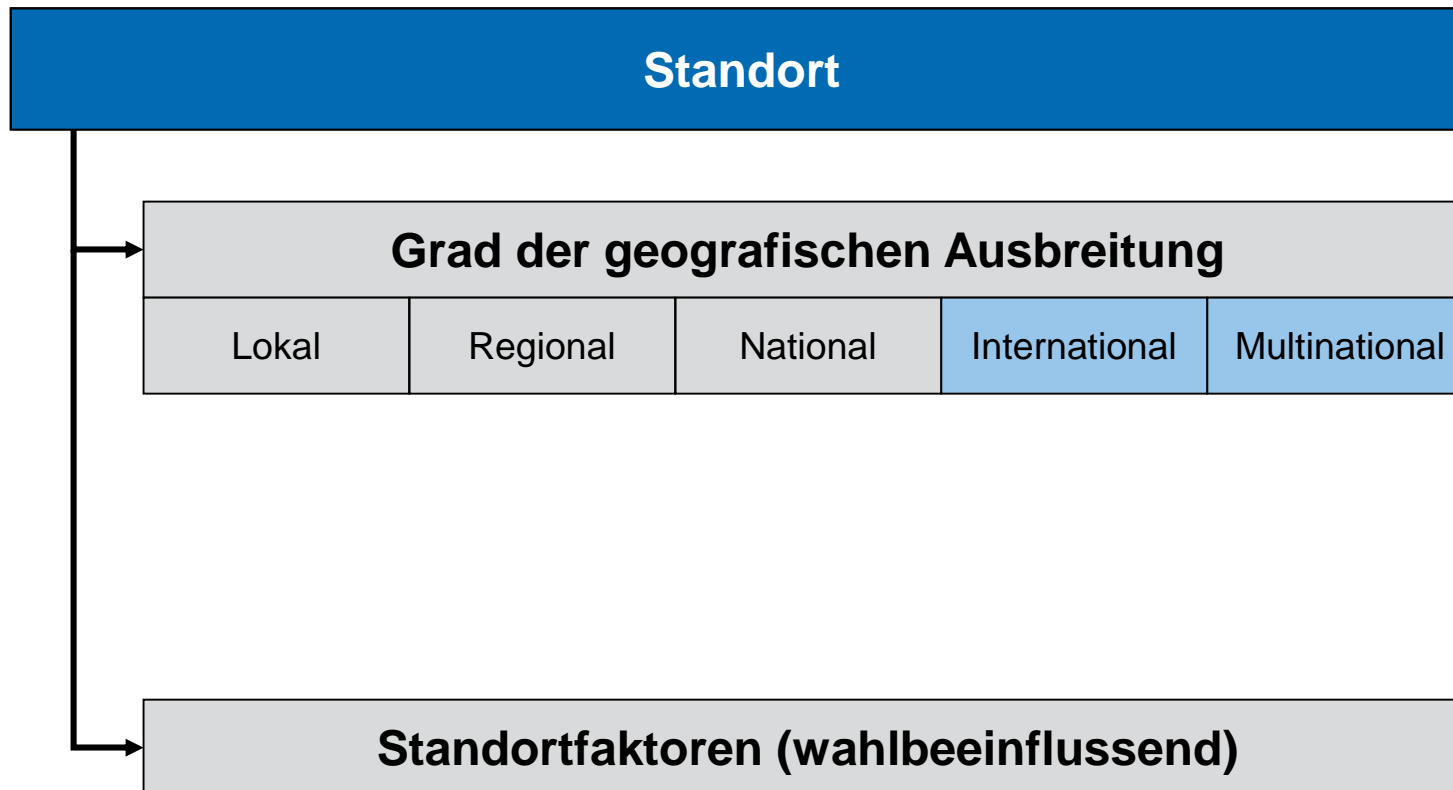 Standort
Grad der geografischen Ausbreitung
Lokal Regional National International Multinational
Standortfaktoren (wahlbeeinflussend)